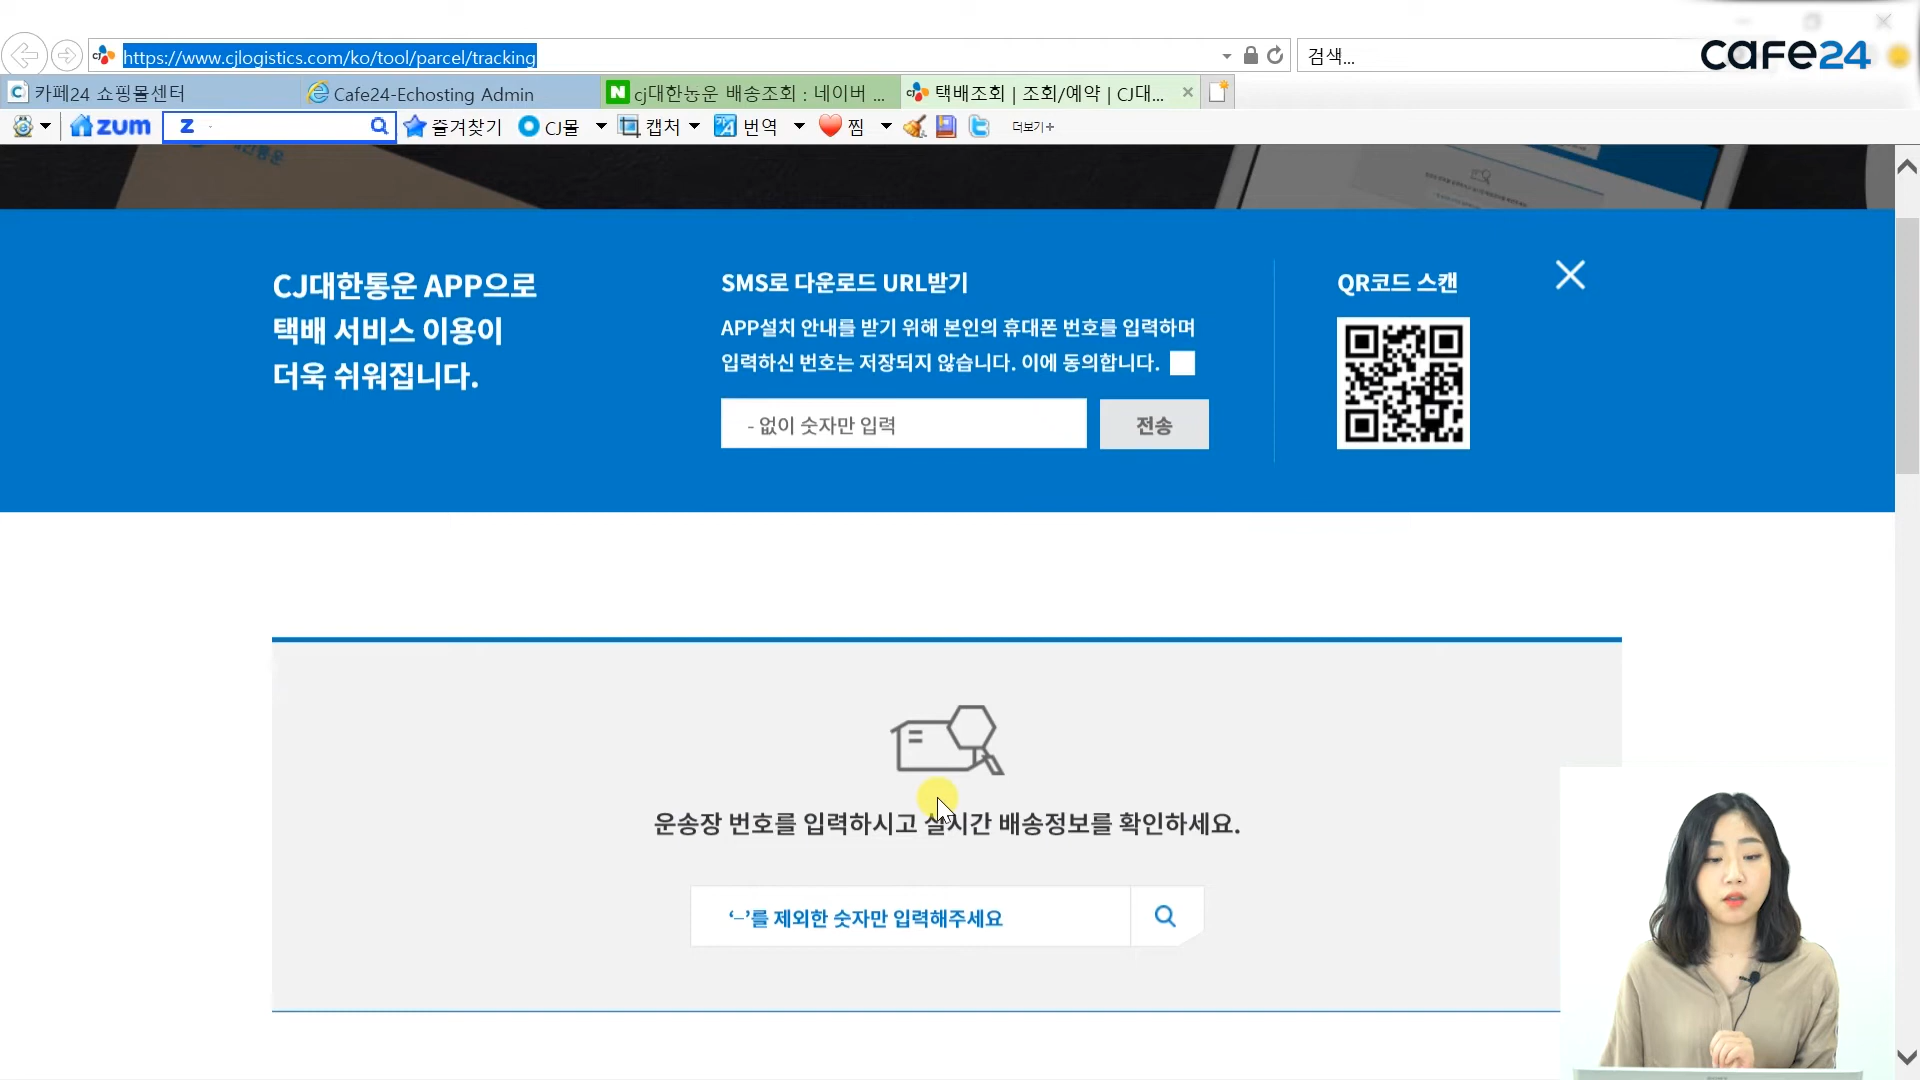 https://www.cjlogistics.com/ko/tool/parcel/tracking
검색...
cafe24
카페24 쇼핑몰센터
Cafe24-Echosting Admin
cj대한농운 배송조회 : 네이버 ...
택배조회 | 조회/예약 | CJ대...
zum
즐겨찾기
CJ몰
캡처
번역
찜
더보기+
CJ대한통운 APP으로
택배 서비스 이용이
더욱 쉬워집니다.
SMS로 다운로드 URL받기
APP설치 안내를 받기 위해 본인의 휴대폰 번호를 입력하며
입력하신 번호는 저장되지 않습니다. 이에 동의합니다.
- 없이 숫자만 입력
전송
QR코드 스캔
운송장 번호를 입력하시고 실시간 배송정보를 확인하세요.
‘–’를 제외한 숫자만 입력해주세요